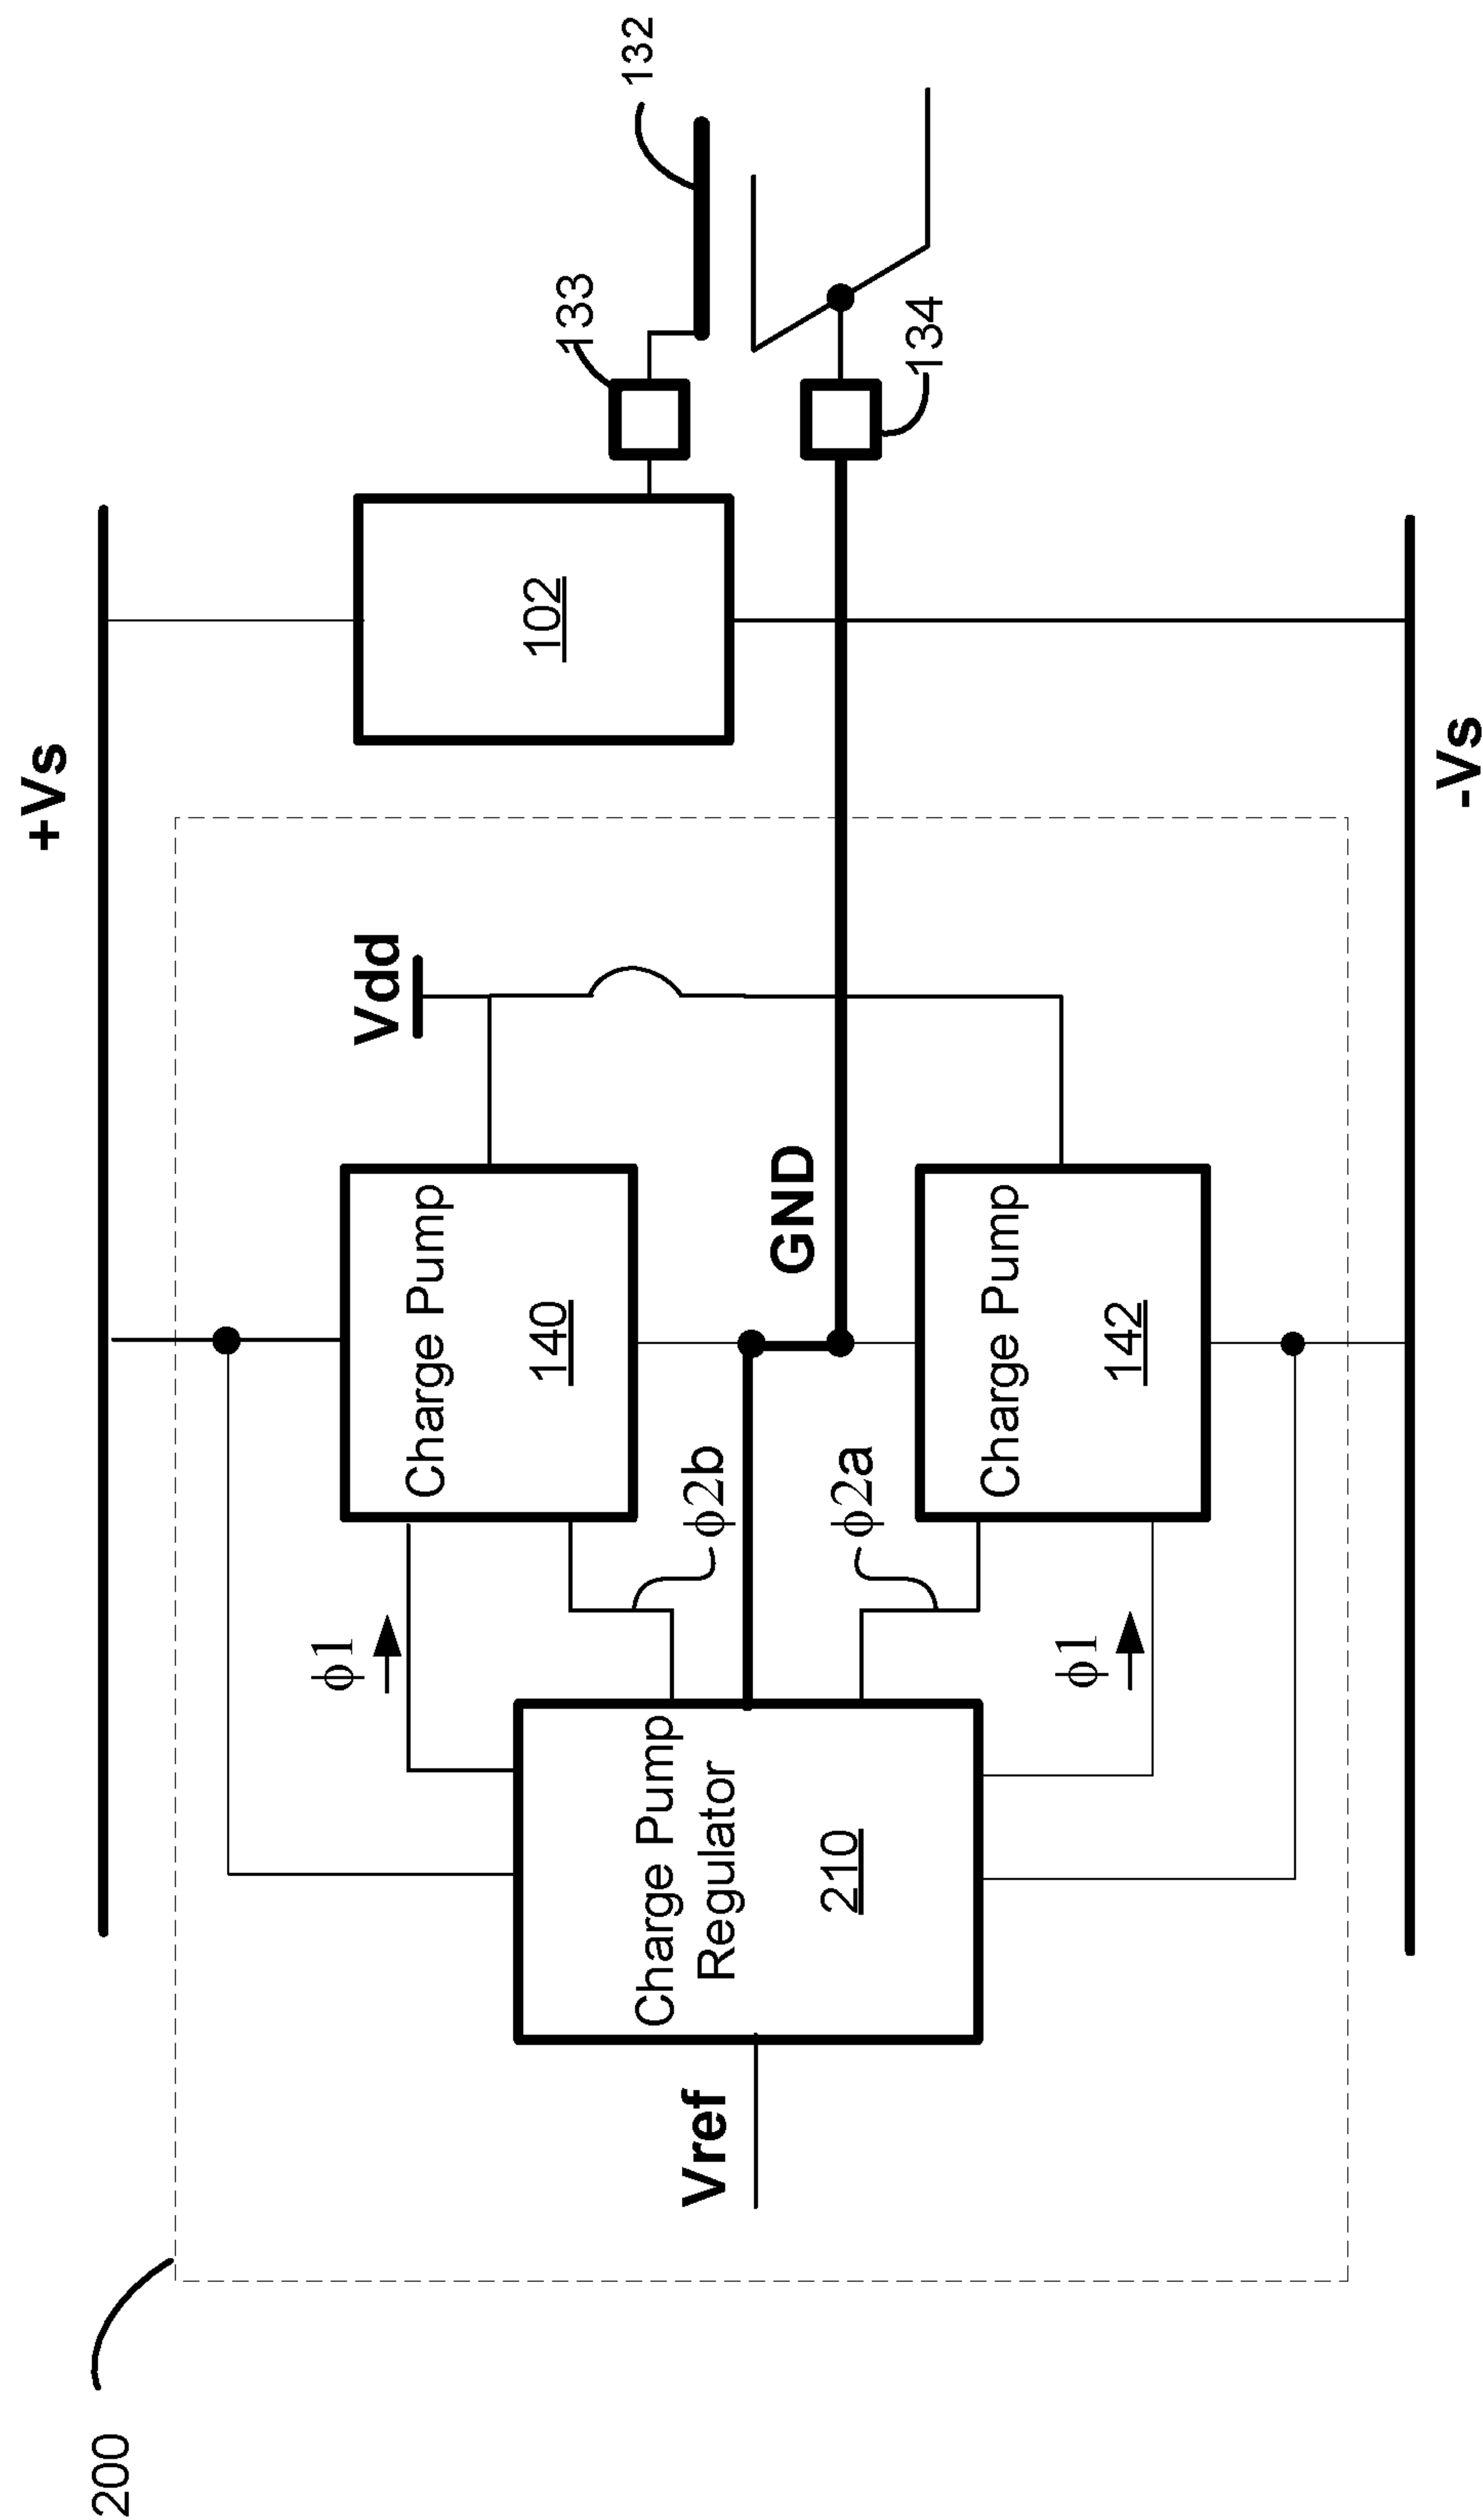 200
+Vs
Vdd
102
133
132
134
Charge Pump
140
GND
Charge Pump
142
ϕ1
ϕ2b
ϕ2a
ϕ1
Charge Pump
Regulator
210
Vref
-Vs